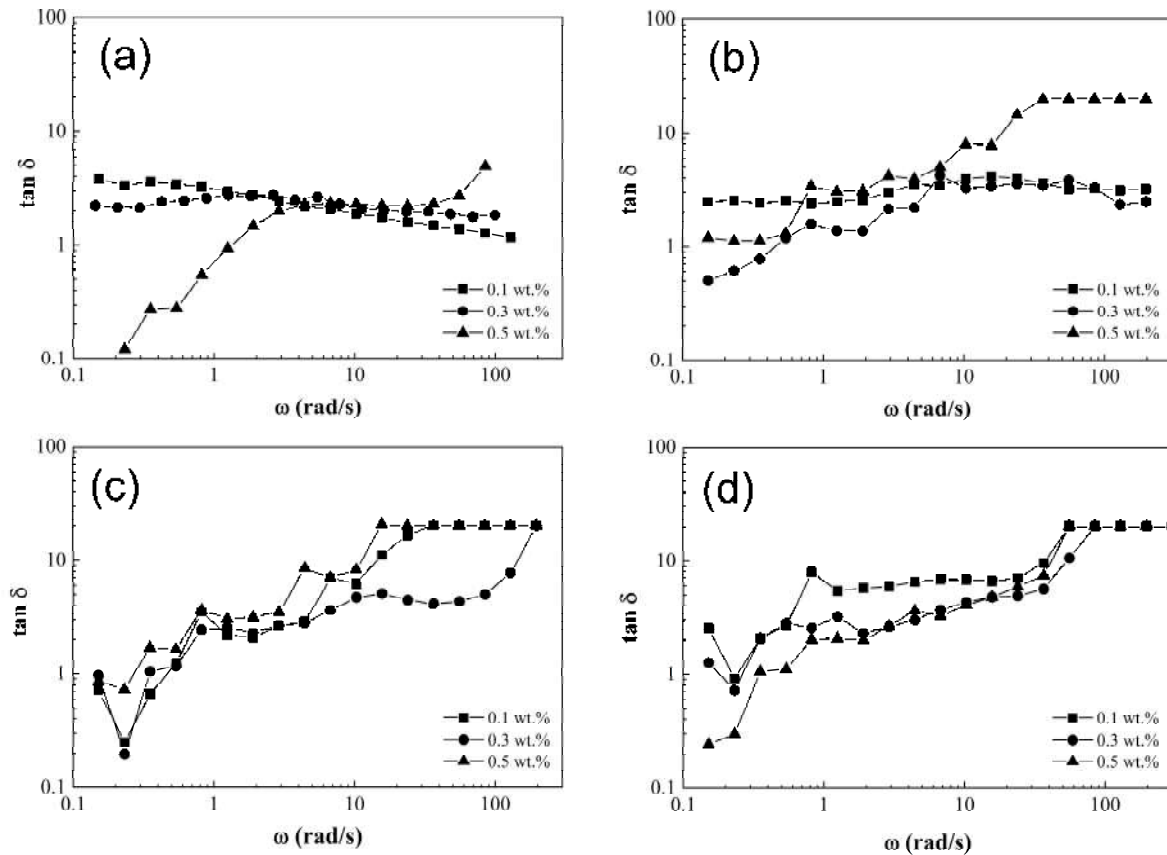 (a)
100
10
1
0.1
tan δ
0.1 wt.%
0.3 wt.%
0.5 wt.%
0.1 1 10 100
ω (rad/s)
(b)
100
10
1
0.1
tan δ
0.1 wt.%
0.3 wt.%
0.5 wt.%
0.1 1 10 100
ω (rad/s)
(c)
100
10
1
0.1
tan δ
0.1 wt.%
0.3 wt.%
0.5 wt.%
0.1 1 10 100
ω (rad/s)
(d)
100
10
1
0.1
tan δ
0.1 wt.%
0.3 wt.%
0.5 wt.%
0.1 1 10 100
ω (rad/s)